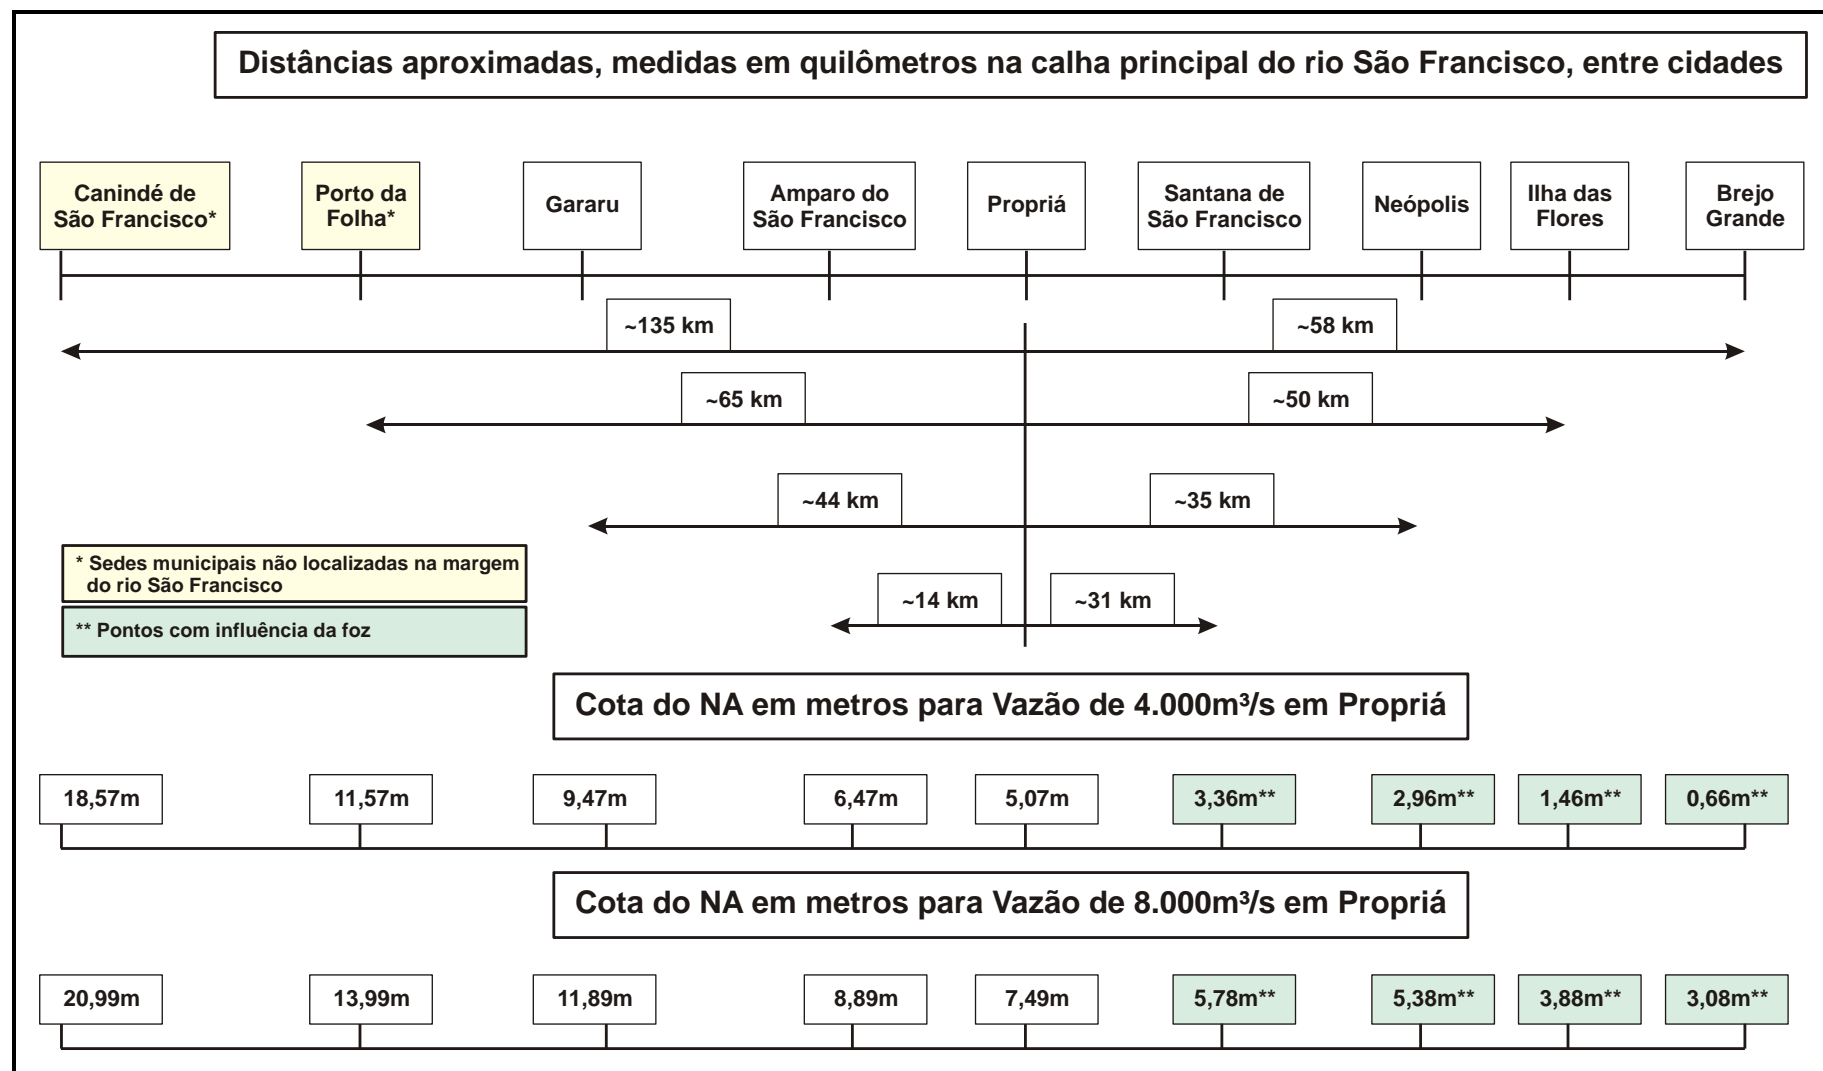 Distâncias aproximadas, medidas em quilômetros na calha principal do rio São Francisco, entre cidades
Canindé de
São Francisco*
Porto da
Folha*
Gararu
Amparo do
São Francisco
Propriá
Santana de
São Francisco
Neópolis
Ilha das
Flores
Brejo
Grande
~135 km
~58 km
~65 km
~50 km
~44 km
~35 km
* Sedes municipais não localizadas na margem
do rio São Francisco
~14 km
~31 km
** Pontos com influência da foz
Cota do NA em metros para Vazão de 4.000m³/s em Propriá
18,57m
11,57m
9,47m
6,47m
5,07m
3,36m**
2,96m**
1,46m**
0,66m**
Cota do NA em metros para Vazão de 8.000m³/s em Propriá
20,99m
13,99m
11,89m
8,89m
7,49m
5,78m**
5,38m**
3,88m**
3,08m**